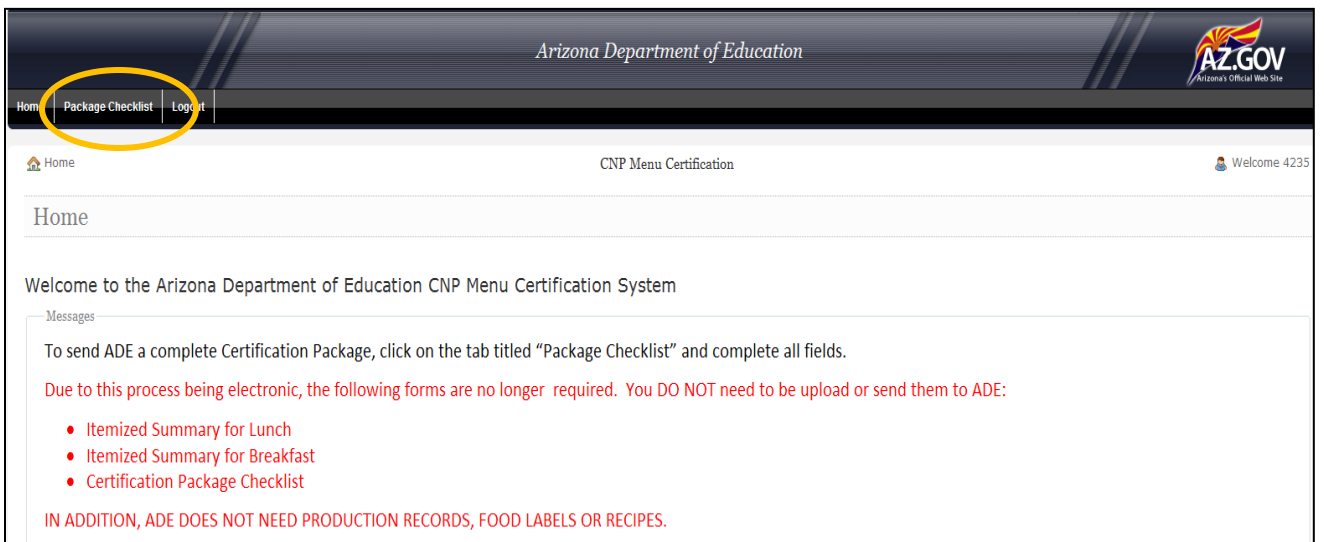 Arizona Department of Education
AZ.GOV
Arizona's Official Web Site
Home Package Checklist Logout
Home CNP Menu Certification Welcome 4235
Home
Welcome to the Arizona Department of Education CNP Menu Certification System
Messages
To send ADE a complete Certification Package, click on the tab titled “Package Checklist” and complete all fields.
Due to this process being electronic, the following forms are no longer required. You DO NOT need to be upload or send them to ADE:
• Itemized Summary for Lunch
• Itemized Summary for Breakfast
• Certification Package Checklist
IN ADDITION, ADE DOES NOT NEED PRODUCTION RECORDS, FOOD LABELS OR RECIPES.